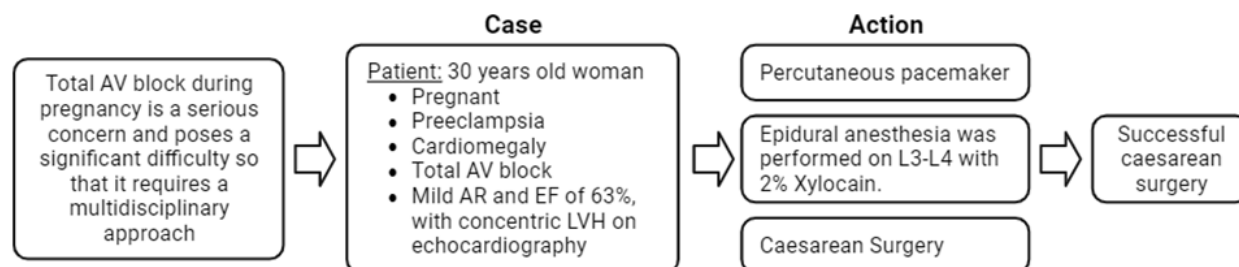 Total AV block during
pregnancy is a serious
concern and poses a
significant difficulty so
that it requires a
multidisciplinary
approach
Case
Patient: 30 years old woman
• Pregnant
• Preeclampsia
• Cardiomegaly
• Total AV block
• Mild AR and EF of 63%,
with concentric LVH on
echocardiography
Action
Percutaneous pacemaker
Epidural anesthesia was
performed on L3-L4 with
2% Xylocain.
Caesarean Surgery
Successful
caesarean
surgery